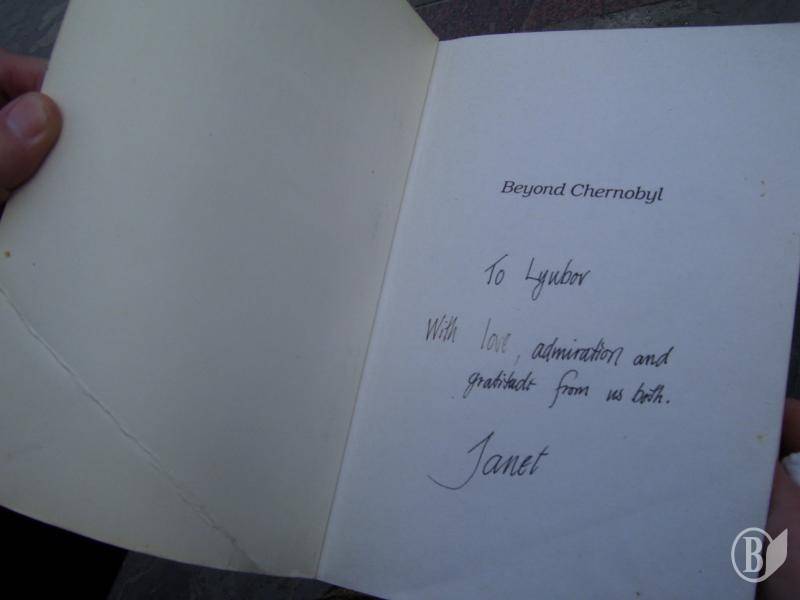 Beyond Chernobyl
To Lyubov
With love, admiration and
gratitude from us both.
Janet
B